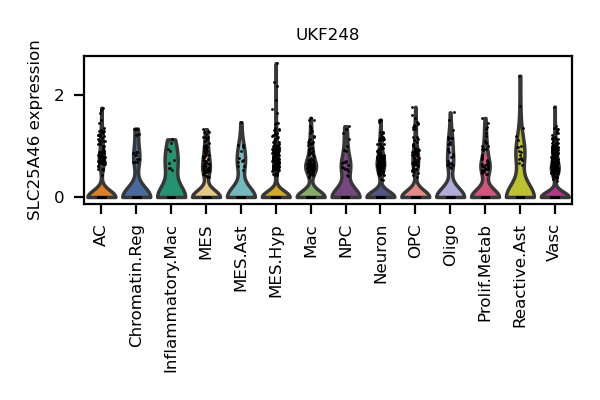 UKF248
SLC25A46 expression
2
0
AC
Chromatin.Reg
Inflammatory.Mac
MES
MES.Ast
MES.Hyp
Mac
NPC
Neuron
OPC
Oligo
Prolif.Metab
Reactive.Ast
Vasc